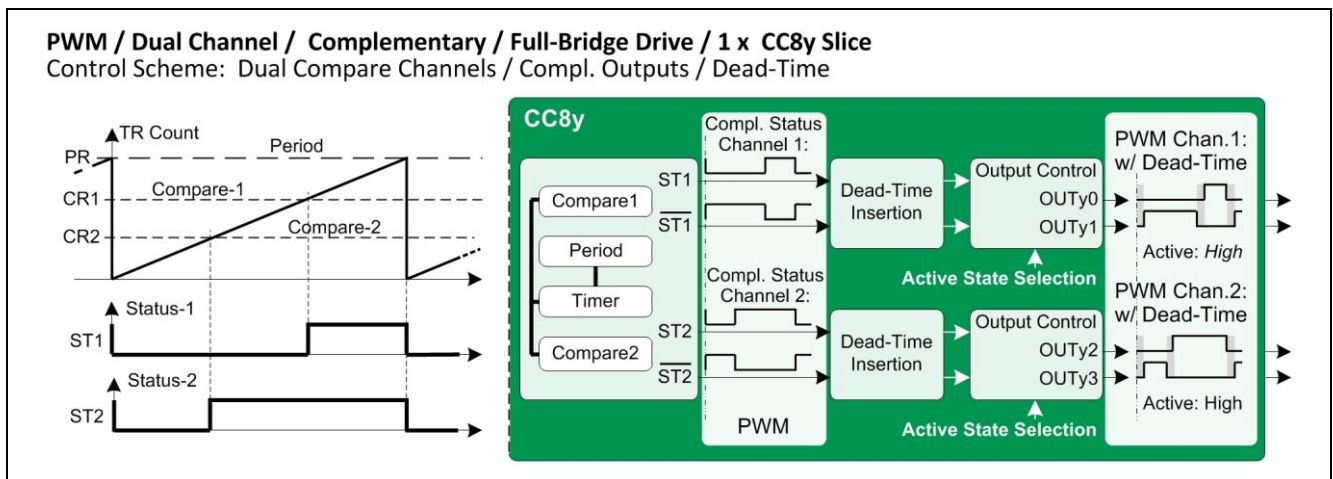 PWM / Dual Channel / Complementary / Full-Bridge Drive / 1 x CC8y Slice
Control Scheme: Dual Compare Channels / Compl. Outputs / Dead-Time
TR Count
PR
Period
CR1
Compare-1
CR2
Compare-2
Status-1
ST1
Status-2
ST2
CC8y
Compare1
Period
Timer
Compare2
ST1
ST1
ST2
ST2
Compl. Status
Channel 1:
Compl. Status
Channel 2:
PWM
Dead-Time
Insertion
Output Control
OUTy0
OUTy1
Active State Selection
Dead-Time
Insertion
Output Control
OUTy2
OUTy3
Active State Selection
PWM Chan.1:
w/ Dead-Time
Active: High
PWM Chan.2:
w/ Dead-Time
Active: High